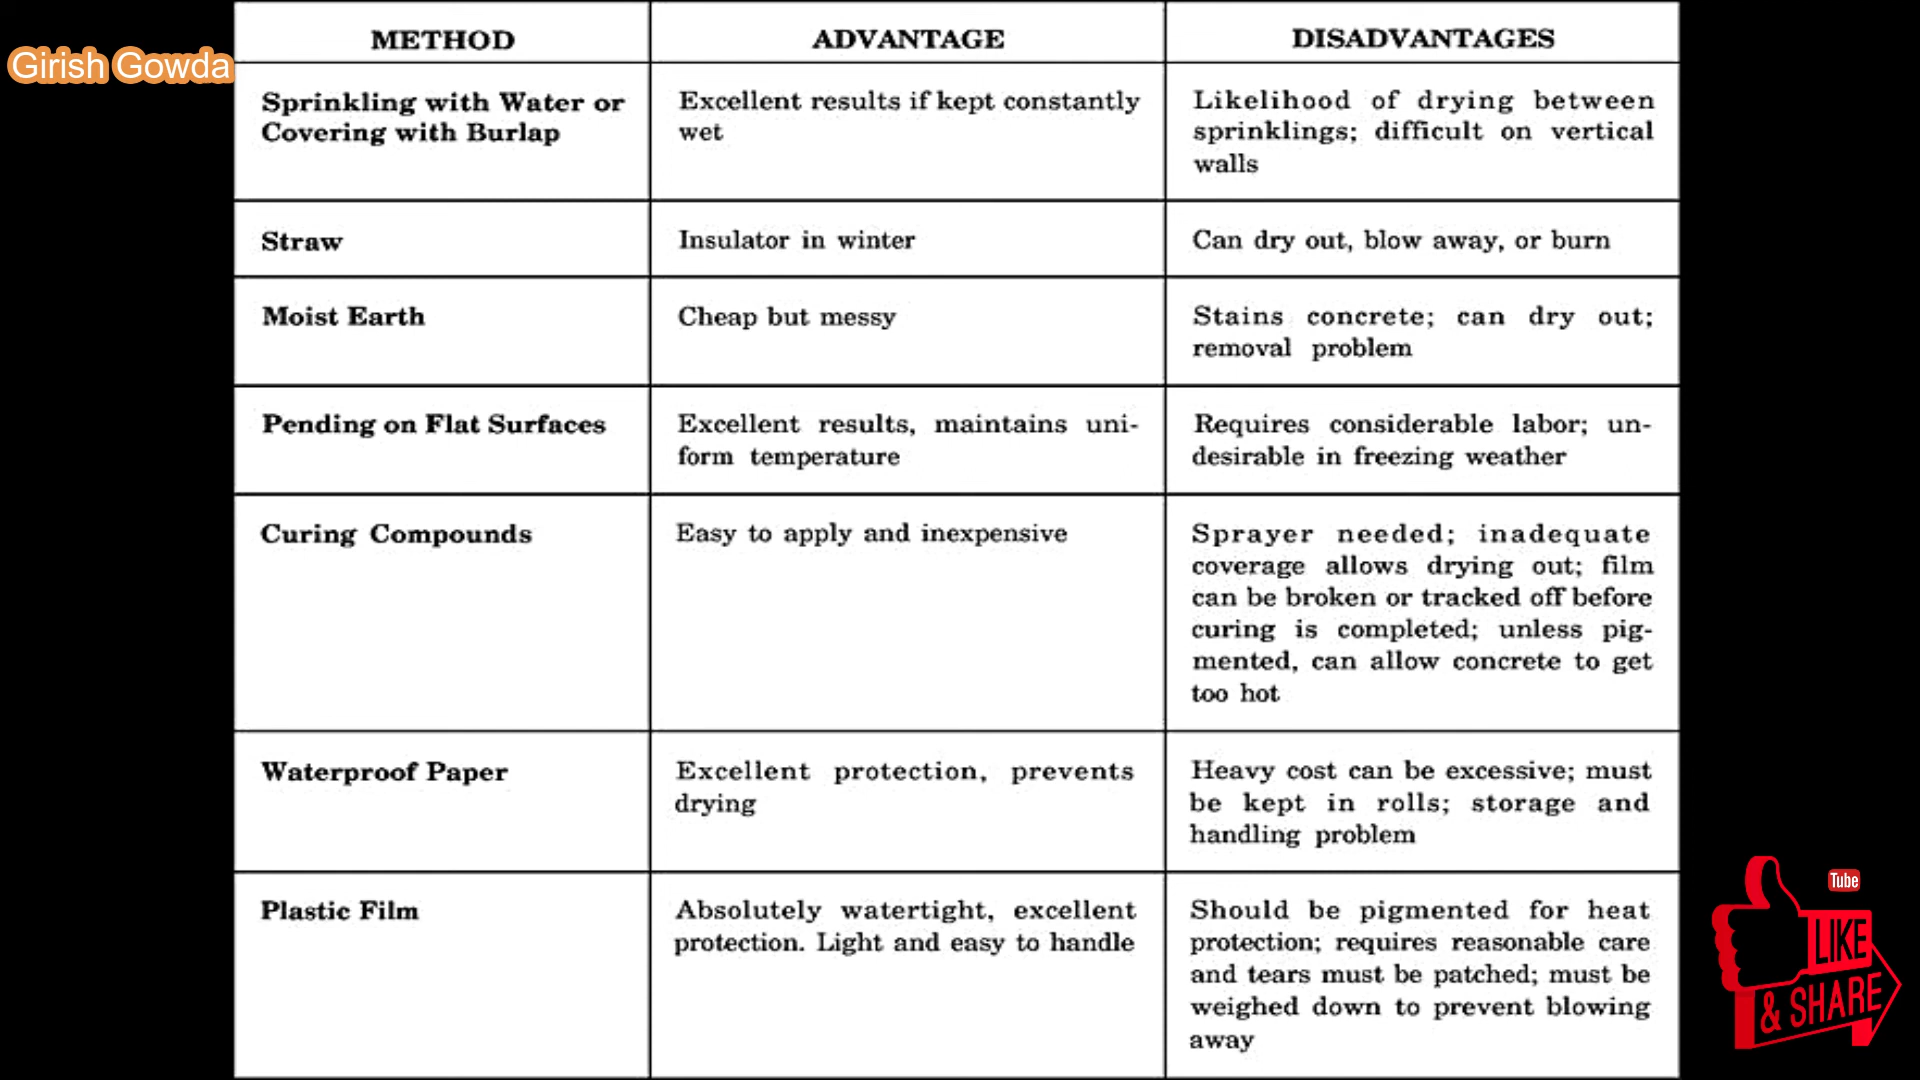 Girish Gowda
METHOD
ADVANTAGE
DISADVANTAGES
Sprinkling with Water or
Covering with Burlap
Excellent results if kept constantly
wet
Likelihood of drying between
sprinklings; difficult on vertical
walls
Straw
Insulator in winter
Can dry out, blow away, or burn
Moist Earth
Cheap but messy
Stains concrete; can dry out;
removal problem
Pending on Flat Surfaces
Excellent results, maintains uni-
form temperature
Requires considerable labor; un-
desirable in freezing weather
Curing Compounds
Easy to apply and inexpensive
Sprayer needed; inadequate
coverage allows drying out; film
can be broken or tracked off before
curing is completed; unless pig-
mented, can allow concrete to get
too hot
Waterproof Paper
Excellent protection, prevents
drying
Heavy cost can be excessive; must
be kept in rolls; storage and
handling problem
Plastic Film
Absolutely watertight, excellent
protection. Light and easy to handle
Should be pigmented for heat
protection; requires reasonable care
and tears must be patched; must be
weighed down to prevent blowing
away
Tube
LIKE
& SHARE